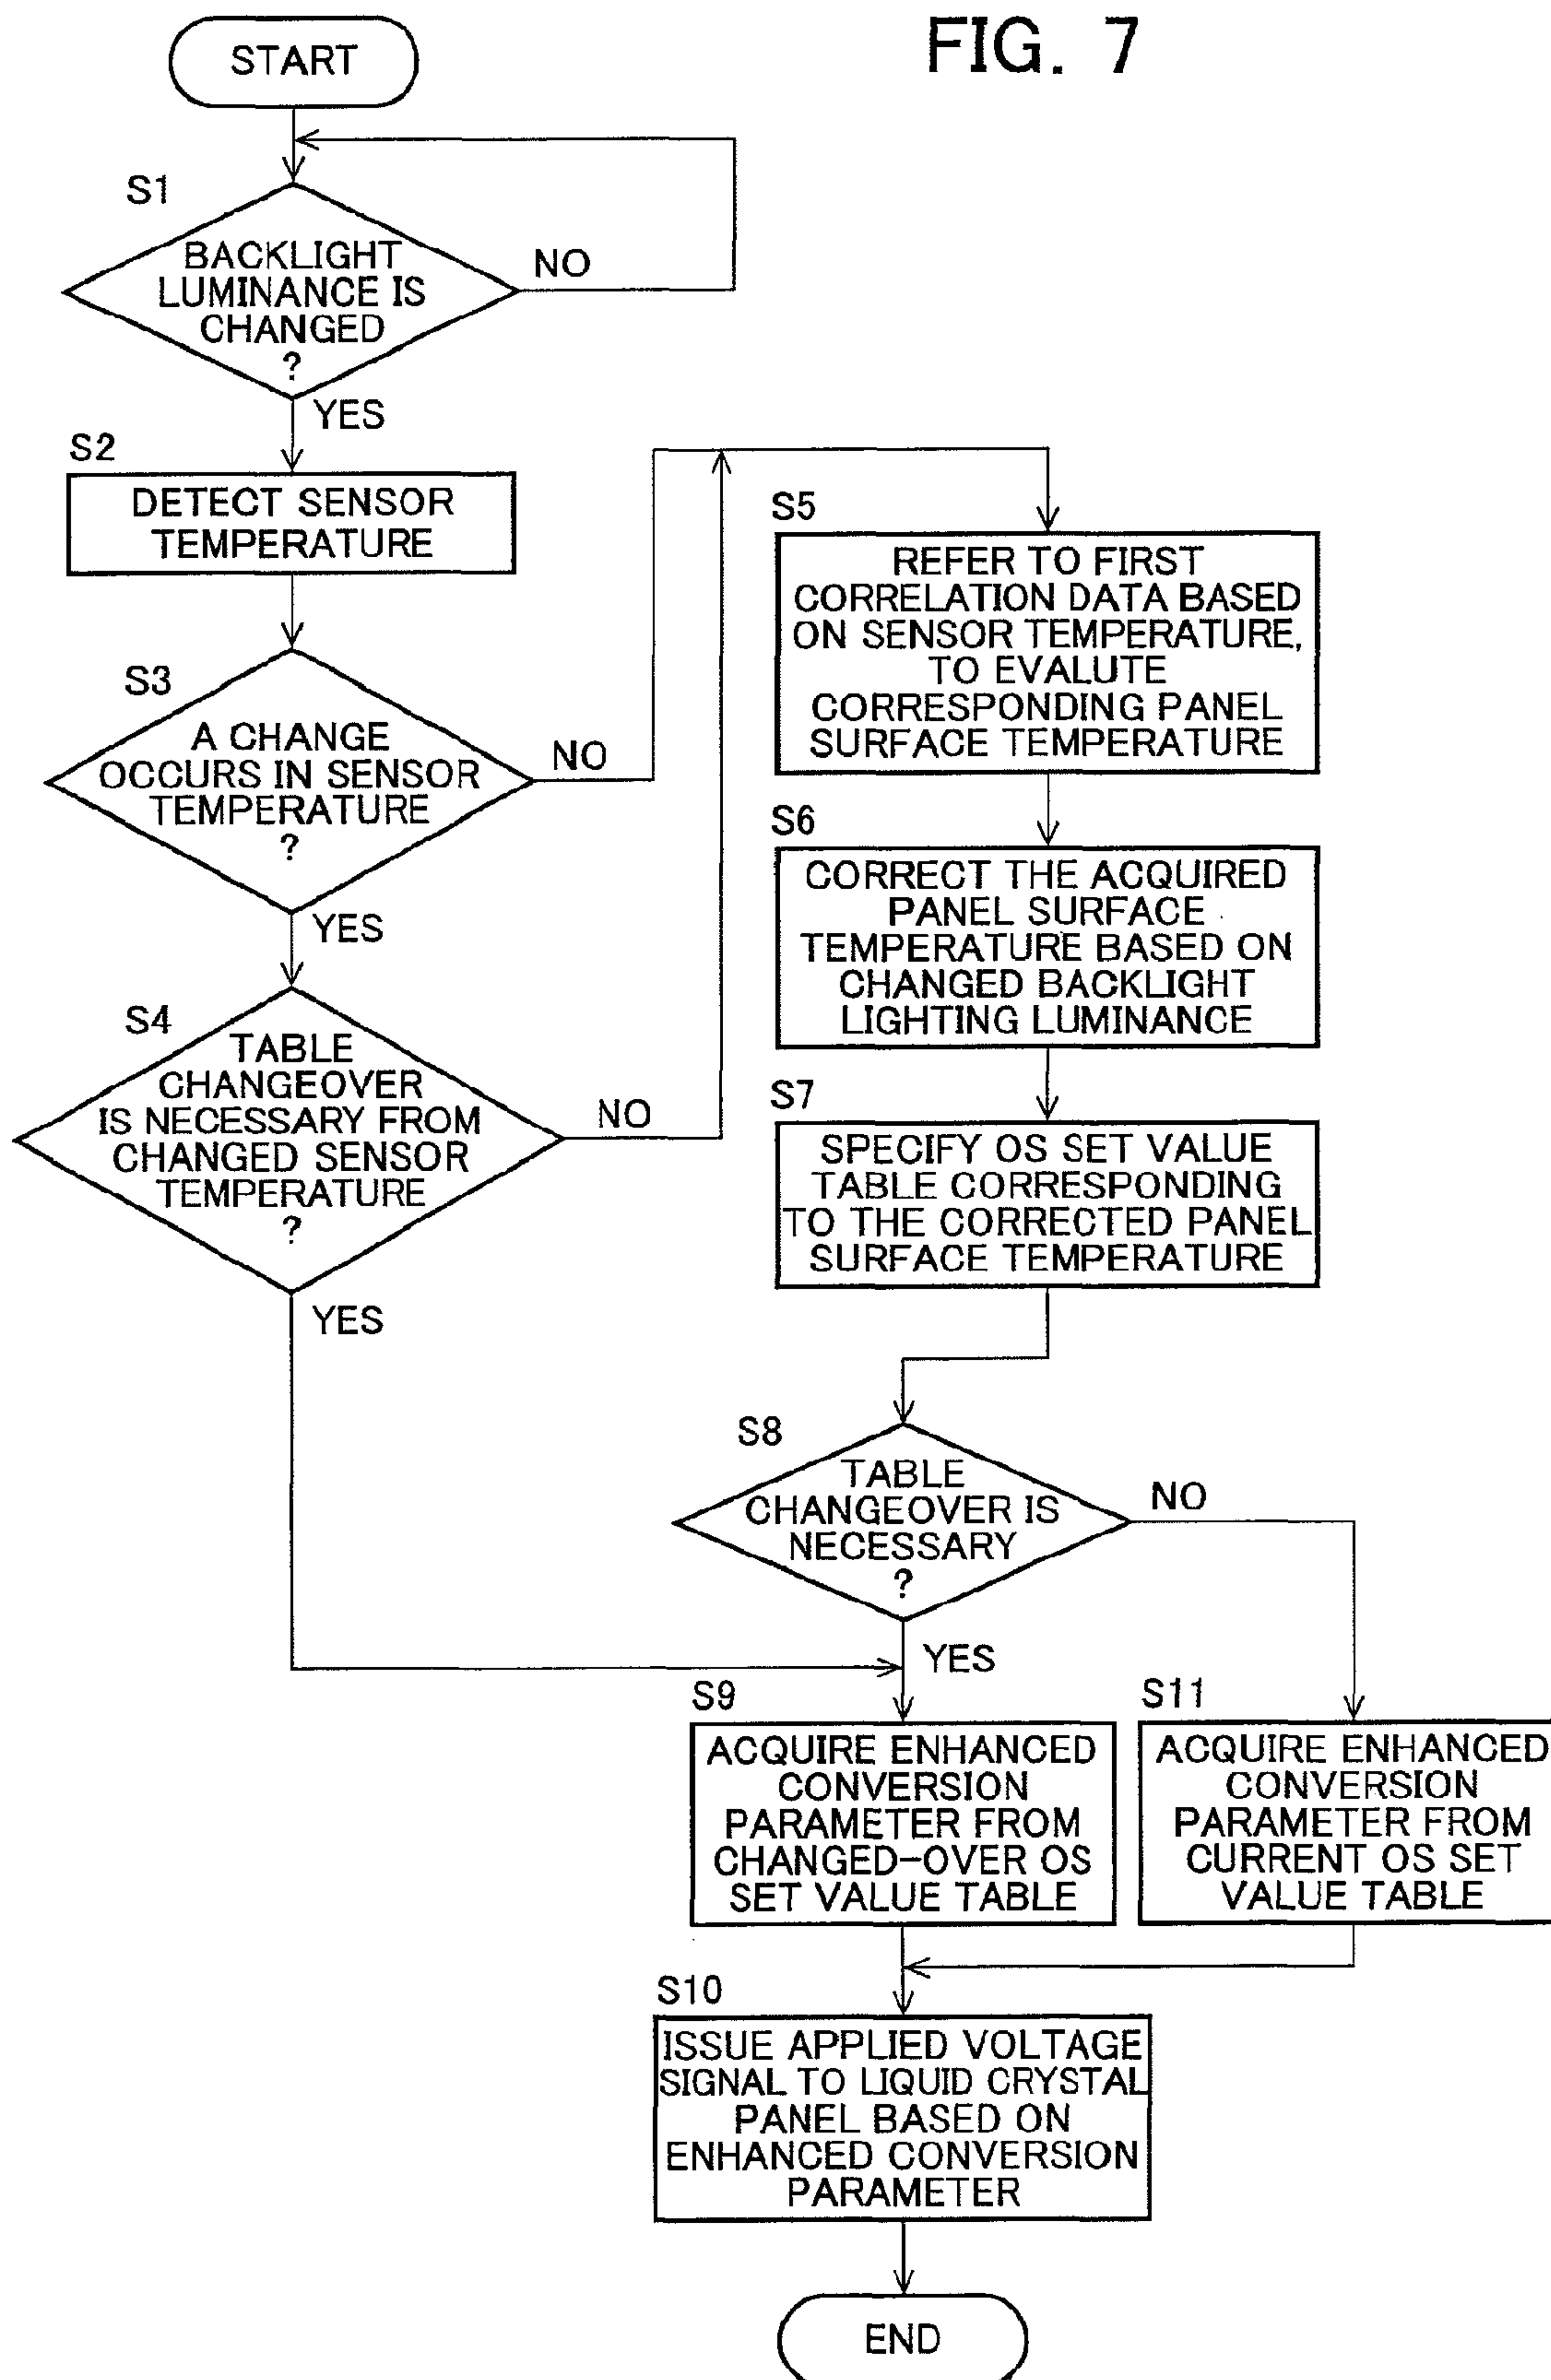 FIG. 7
START
S1
BACKLIGHT
LUMINANCE IS
CHANGED
?
NO
YES
S2
DETECT SENSOR
TEMPERATURE
S3
A CHANGE
OCCURS IN SENSOR
TEMPERATURE
?
NO
YES
S4
TABLE
CHANGEOVER
IS NECESSARY FROM
CHANGED SENSOR
TEMPERATURE
?
NO
YES
S5
REFER TO FIRST
CORRELATION DATA BASED
ON SENSOR TEMPERATURE,
TO EVALUTE
CORRESPONDING PANEL
SURFACE TEMPERATURE
S6
CORRECT THE ACQUIRED
PANEL SURFACE
TEMPERATURE BASED ON
CHANGED BACKLIGHT
LIGHTING LUMINANCE
S7
SPECIFY OS SET VALUE
TABLE CORRESPONDING
TO THE CORRECTED PANEL
SURFACE TEMPERATURE
S8
TABLE
CHANGEOVER IS
NECESSARY
?
NO
YES
S9
ACQUIRE ENHANCED
CONVERSION
PARAMETER FROM
CHANGED-OVER OS
SET VALUE TABLE
S11
ACQUIRE ENHANCED
CONVERSION
PARAMETER FROM
CURRENT OS SET
VALUE TABLE
S10
ISSUE APPLIED VOLTAGE
SIGNAL TO LIQUID CRYSTAL
PANEL BASED ON
ENHANCED CONVERSION
PARAMETER
END